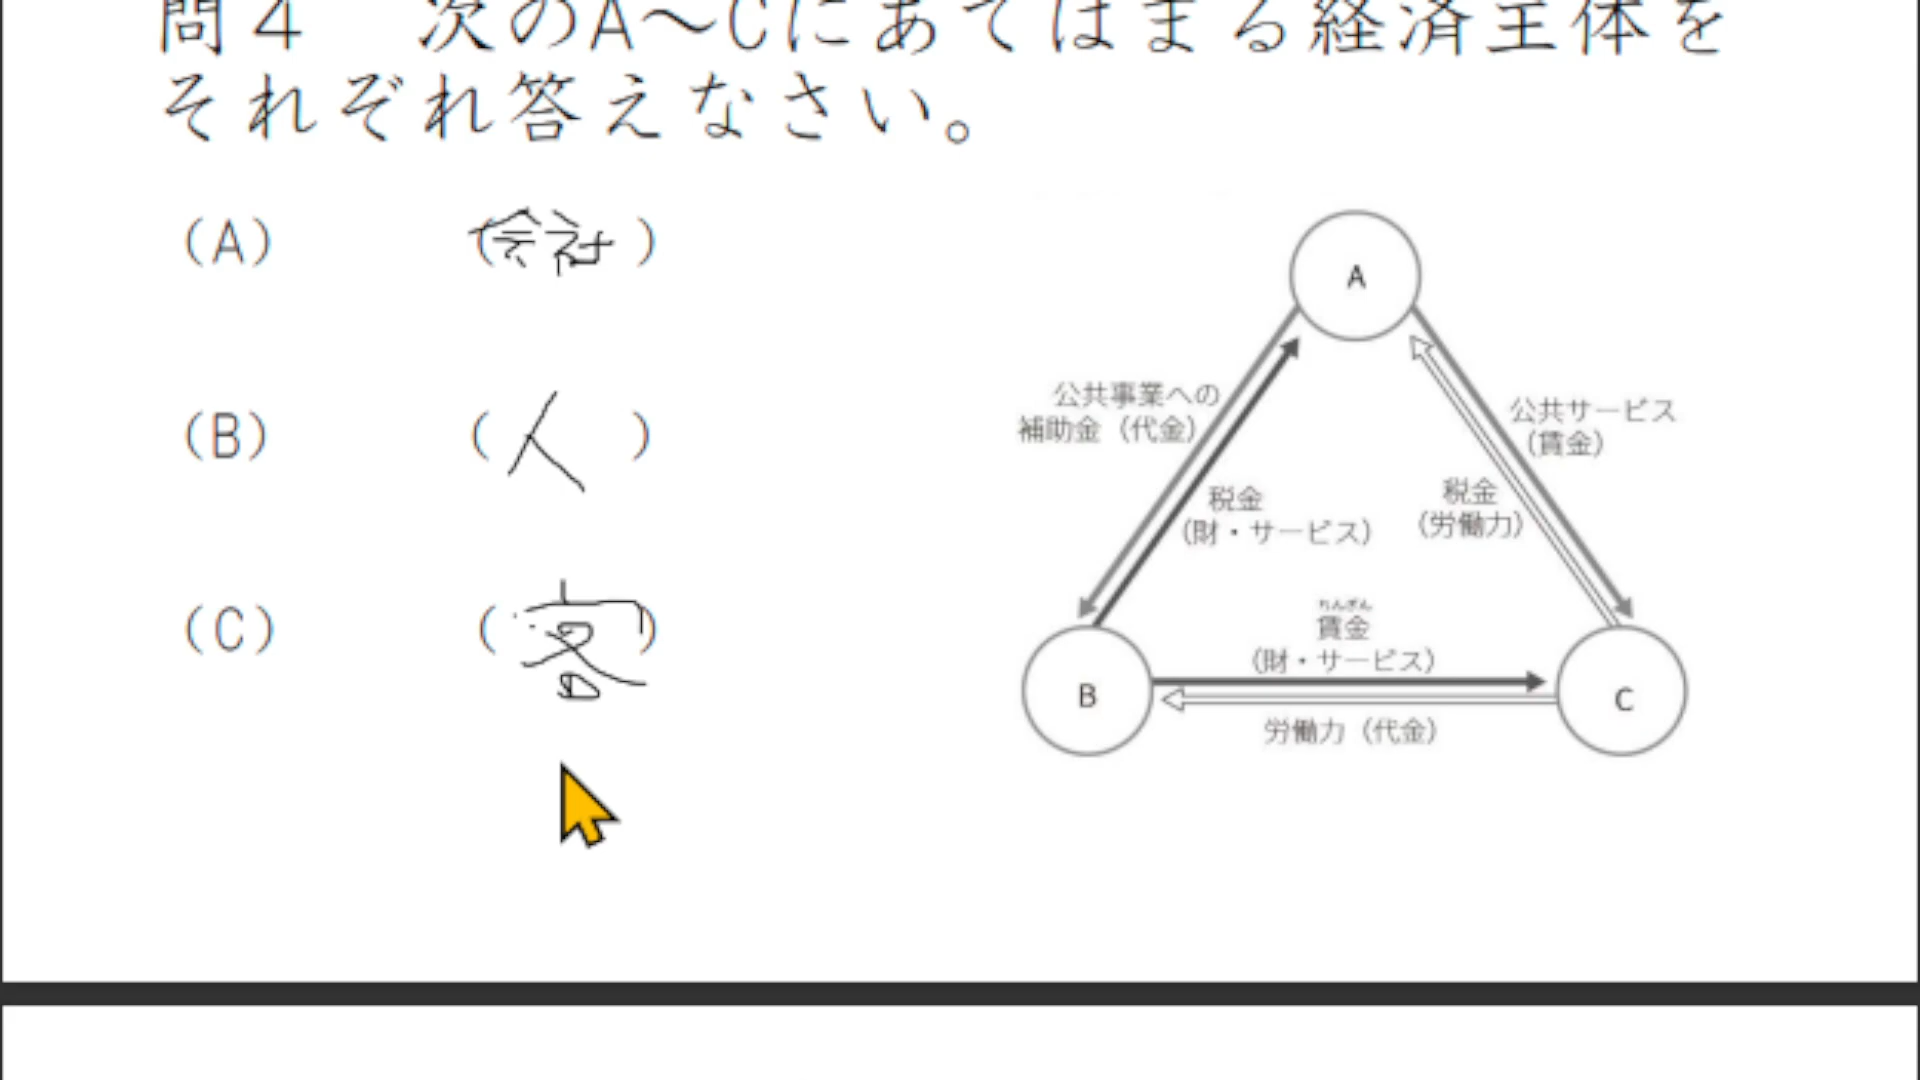 問４　次のA～Cにあてはまる経済主体を
それぞれ答えなさい。
（A）　（会社）
（B）　（人）
（C）　（客）
A
公共事業への
補助金（代金）
公共サービス
（賃金）
税金
（財・サービス）
税金
（労働力）
ちんぎん
賃金
（財・サービス）
B
C
労働力（代金）